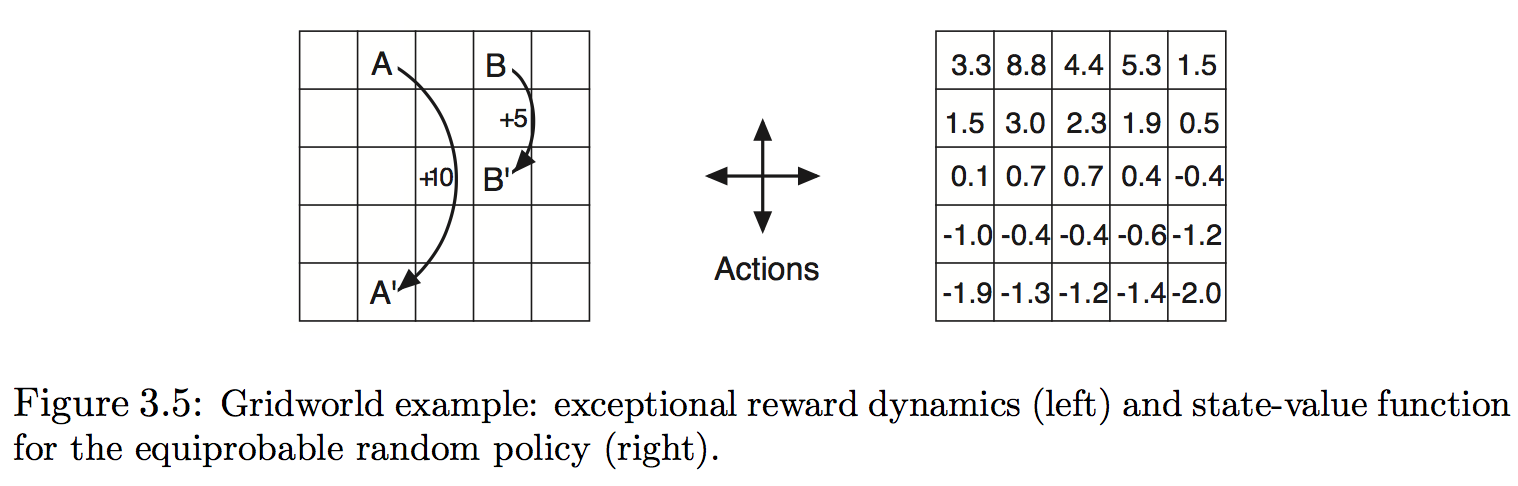 A B
+5
+10 B'
A'
Actions
3.3 8.8 4.4 5.3 1.5
1.5 3.0 2.3 1.9 0.5
0.1 0.7 0.7 0.4 -0.4
-1.0 -0.4 -0.4 -0.6 -1.2
-1.9 -1.3 -1.2 -1.4 -2.0
Figure 3.5: Gridworld example: exceptional reward dynamics (left) and state-value function
for the equiprobable random policy (right).